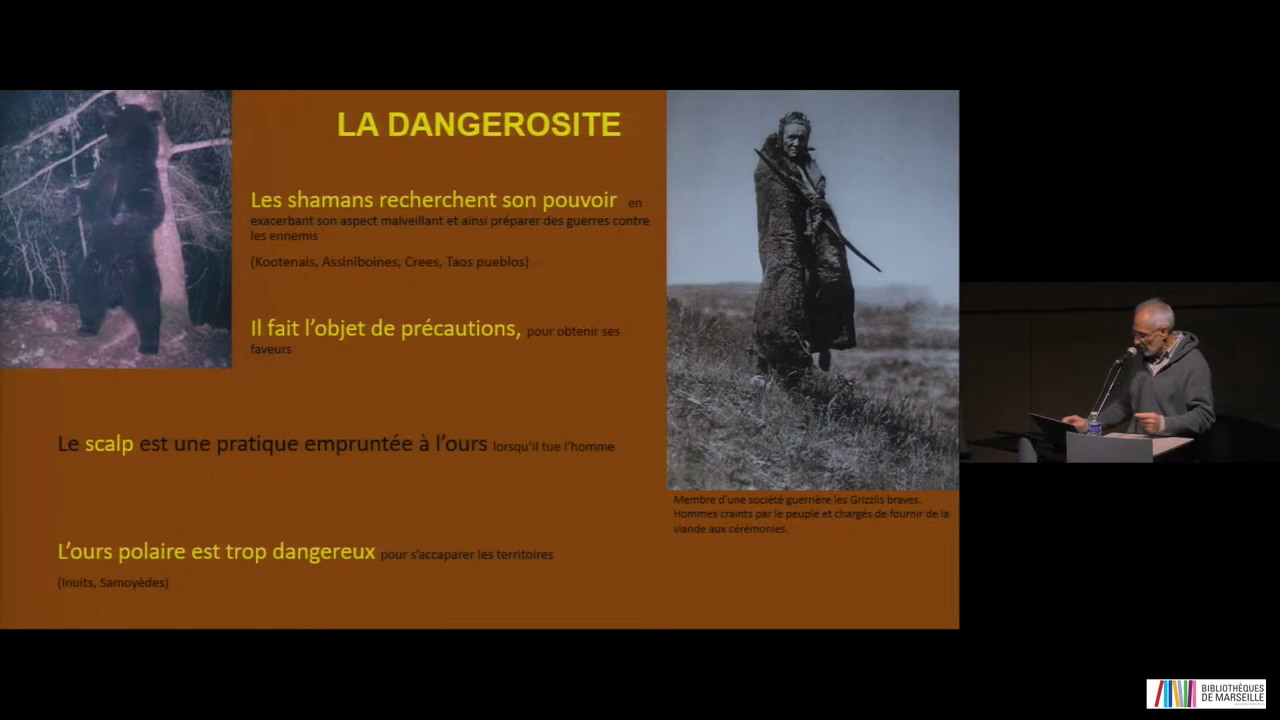 LA DANGEROSITE
Les shamans recherchent son pouvoir en
exacerbant son aspect malveillant et ainsi préparer des guerres contre
les ennemis
(Kootenais, Assiniboines, Crees, Taos pueblos)
Il fait l'objet de précautions, pour obtenir ses
faveurs
Le scalp est une pratique empruntée à l'ours lorsqu'il tue l'homme
L'ours polaire est trop dangereux pour s'accaparer les territoires
(Inuits, Samoyèdes)
Membre d'une société guerrière les Grizzlis braves.
Hommes craints par le peuple et chargés de fournir de la
viande aux cérémonies.
BIBLIOTHÈQUES
DE MARSEILLE